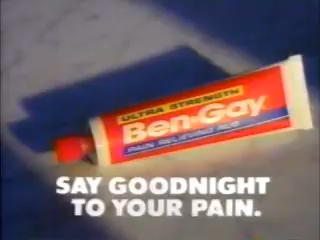 ULTRA STRENGTH
Ben-Gay
PAIN RELIEVING RUB
SAY GOODNIGHT
TO YOUR PAIN.